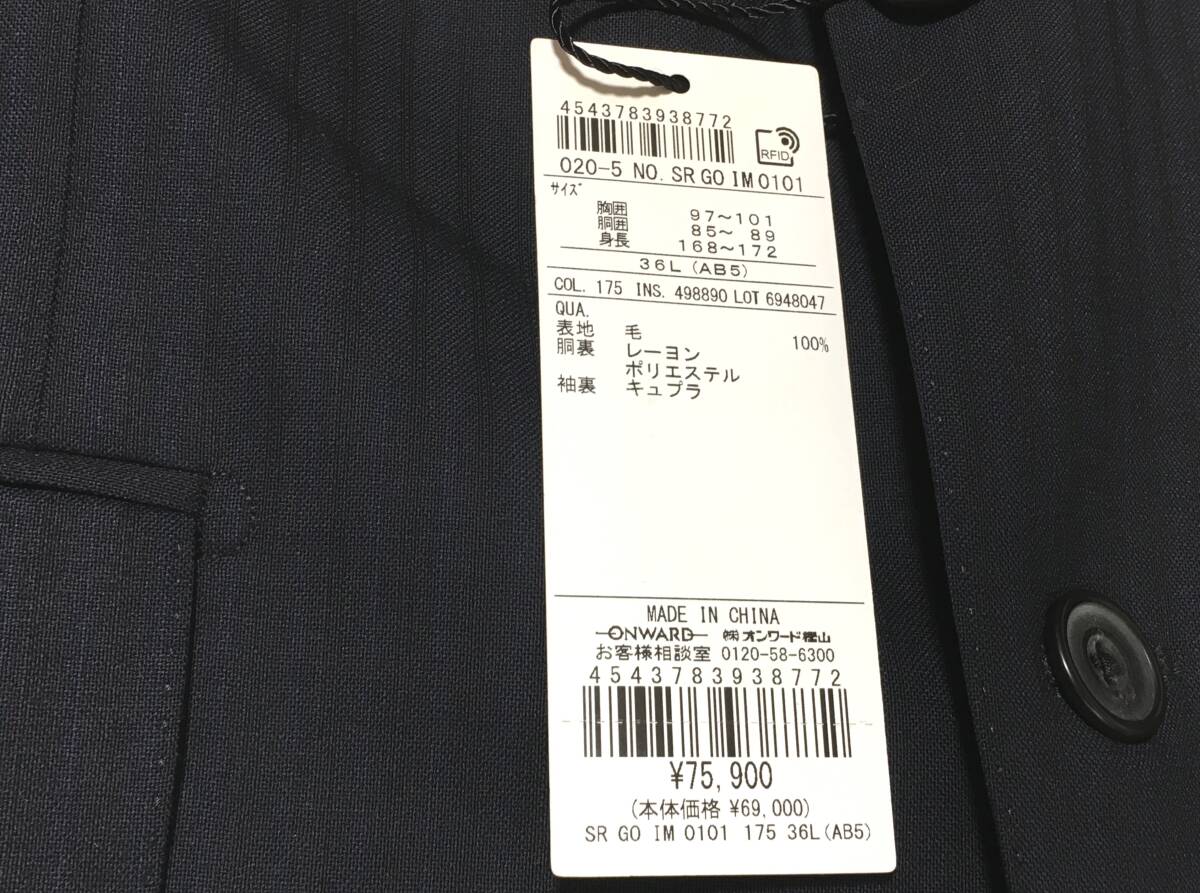 4543783938772
RFID
020-5 NO. SR GO IM 0101
サイズ
胸囲 97～101
胴囲 85～ 89
身長 168～172
36L (AB5)
COL. 175 INS. 498890 LOT 6948047
QUA.
表地 毛 100%
胴裏 レーヨン
ポリエステル
袖裏 キュプラ
MADE IN CHINA
ONWARD ㈱オンワード樫山
お客様相談室 0120-58-6300
4543783938772
¥75,900
(本体価格 ¥69,000)
SR GO IM 0101 175 36L(AB5)